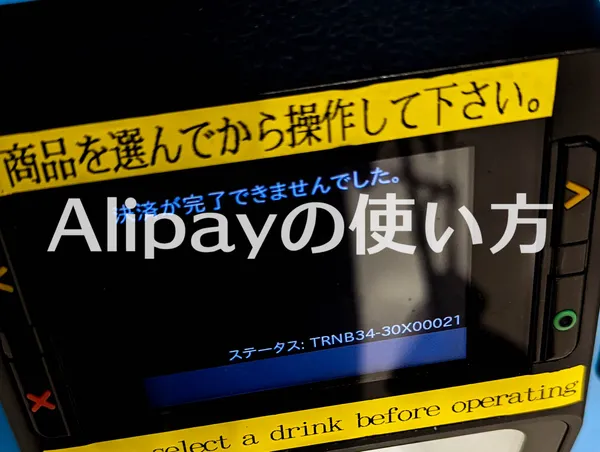 商品を選んでから操作して下さい。
決済が完了できませんでした。
Alipayの使い方
ステータス: TRNB34-30X00021
select a drink before operating